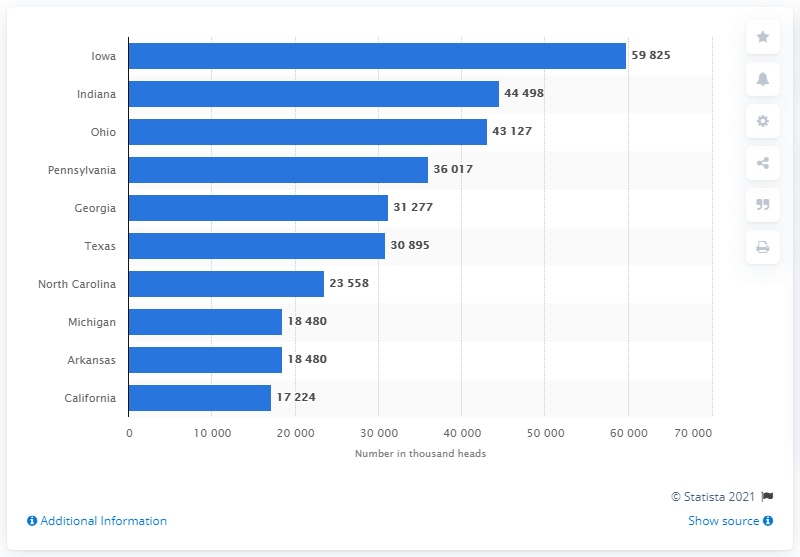 Iowa 59 825
Indiana 44 498
Ohio 43 127
Pennsylvania 36 017
Georgia 31 277
Texas 30 895
North Carolina 23 558
Michigan 18 480
Arkansas 18 480
California 17 224
0 10 000 20 000 30 000 40 000 50 000 60 000 70 000
Number in thousand heads
© Statista 2021
Additional Information Show source